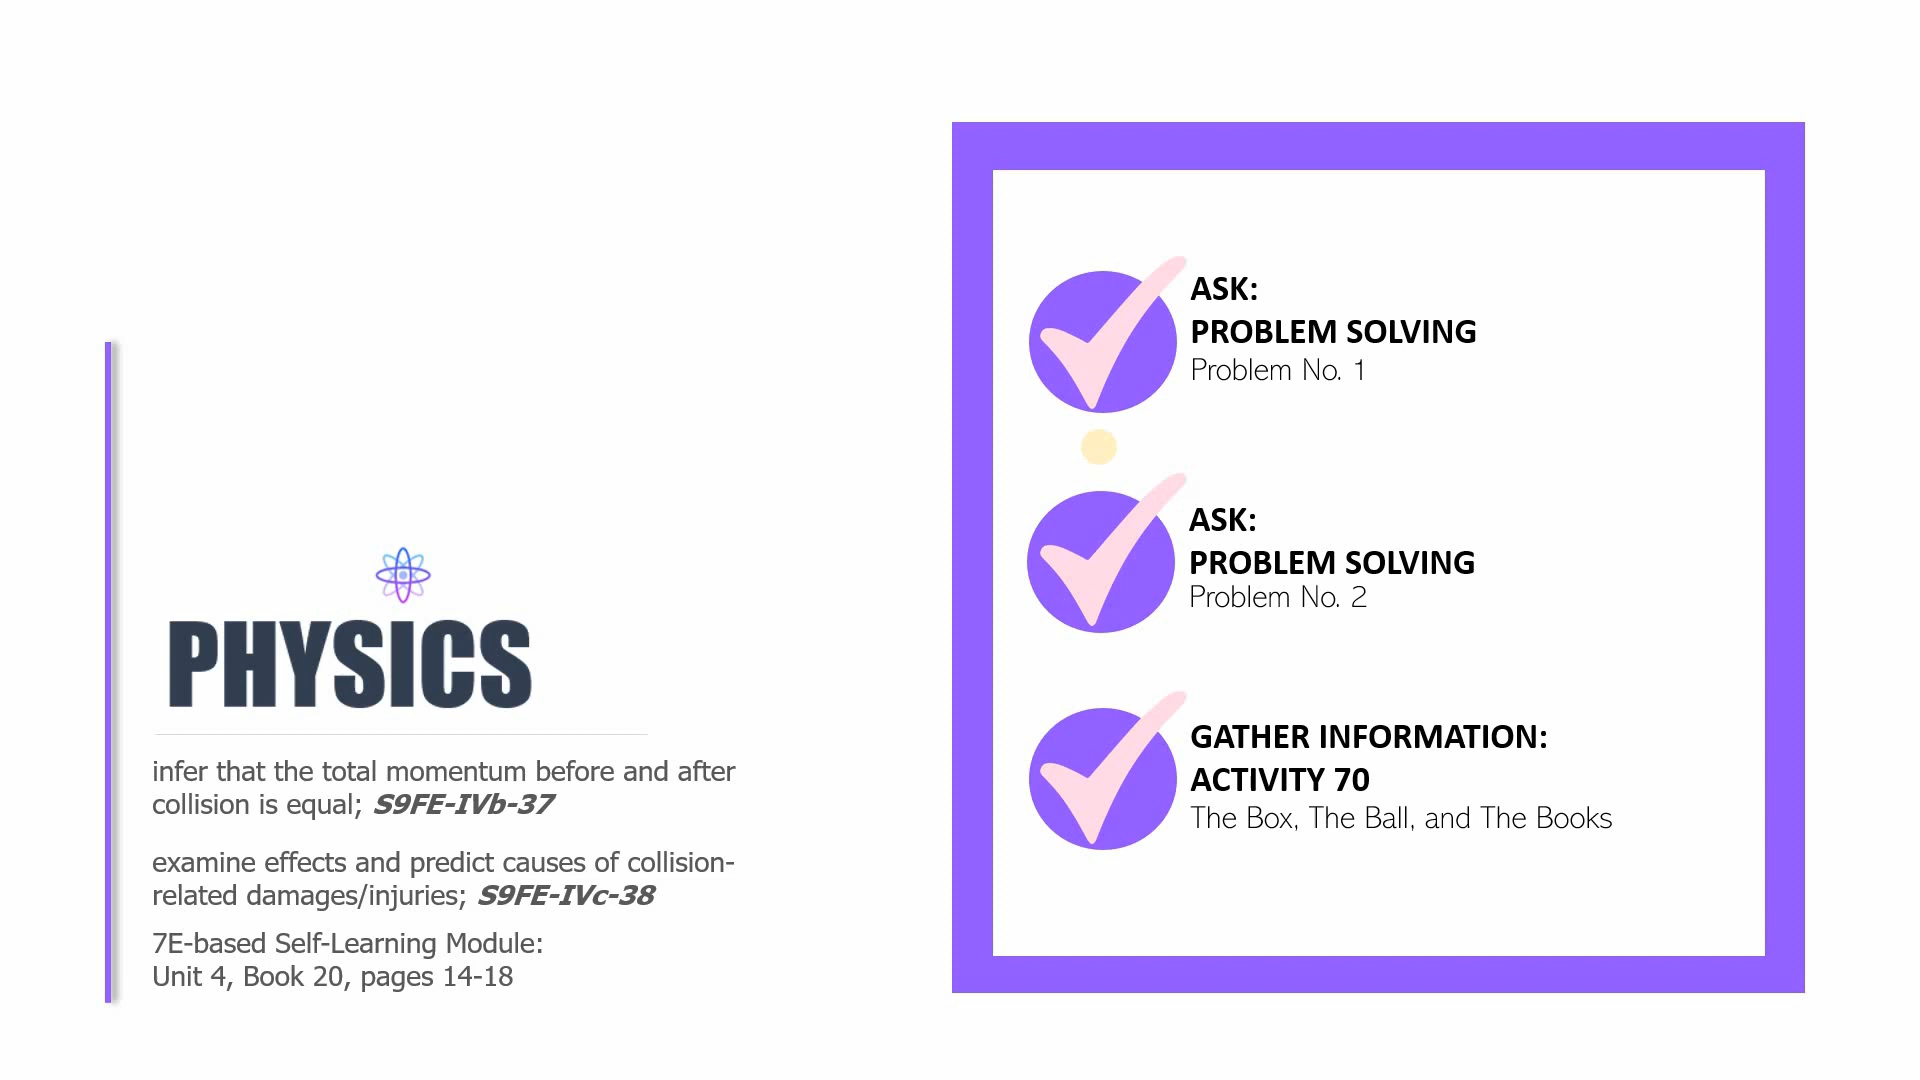 PHYSICS
infer that the total momentum before and after
collision is equal; S9FE-IVb-37
examine effects and predict causes of collision-
related damages/injuries; S9FE-IVc-38
7E-based Self-Learning Module:
Unit 4, Book 20, pages 14-18
ASK:
PROBLEM SOLVING
Problem No. 1
ASK:
PROBLEM SOLVING
Problem No. 2
GATHER INFORMATION:
ACTIVITY 70
The Box, The Ball, and The Books